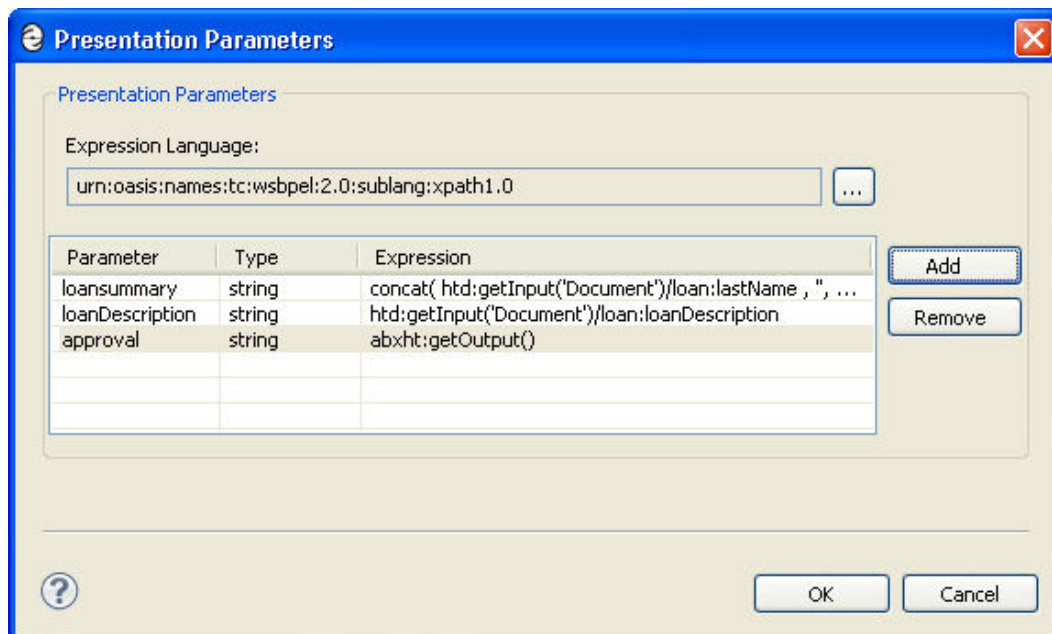 Presentation Parameters
Presentation Parameters
Expression Language:
urn:oasis:names:tc:wsbpel:2.0:sublang:xpath1.0 ...
Parameter Type Expression
Add
loansummary string concat( htd:getInput('Document')/loan:lastName , '', ...
loanDescription string htd:getInput('Document')/loan:loanDescription
Remove
approval string abxht:getOutput()
? OK Cancel